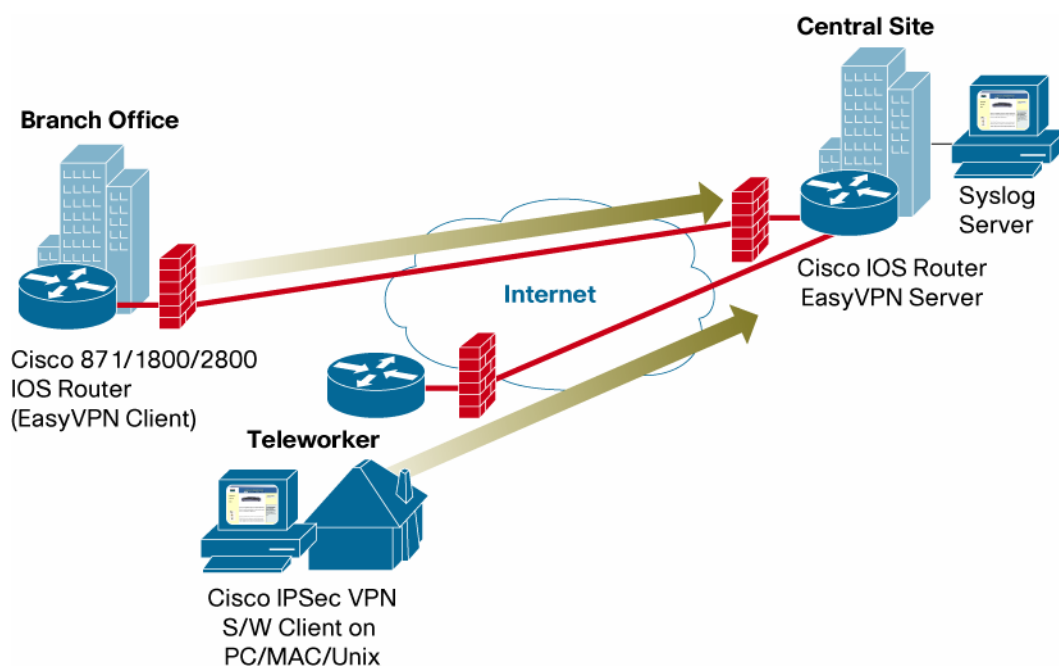 Central Site
Branch Office
Syslog
Server
Internet
Cisco IOS Router
EasyVPN Server
Cisco 871/1800/2800
IOS Router
(EasyVPN Client)
Teleworker
Cisco IPSec VPN
S/W Client on
PC/MAC/Unix